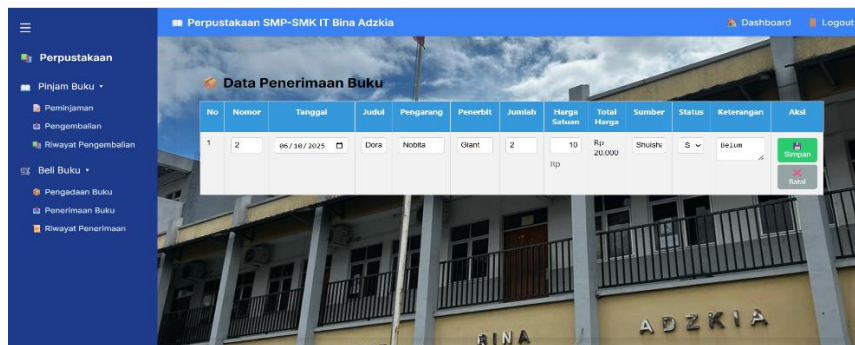 Perpustakaan SMP-SMK IT Bina Adzkia
Dashboard
Logout
Perpustakaan
Pinjam Buku
Peminjaman
Pengembalian
Riwayat Pengembalian
Beli Buku
Pengadaan Buku
Penerimaan Buku
Riwayat Penerimaan
Data Penerimaan Buku
No Nomor Tanggal Judul Pengarang Penerbit Jumlah Harga Satuan Total Harga Sumber Status Keterangan Aksi
1 2 06/10/2025 Dora Nobita Giant 2 10 Rp 20.000 Shuish S Belum Simpan
Rp
Batal
BINA ADZKIA